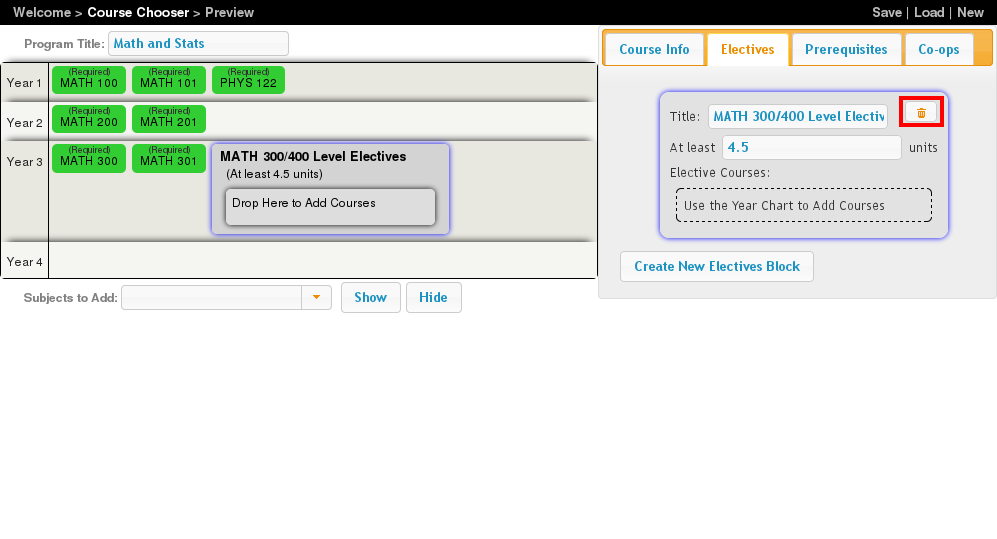 Welcome > Course Chooser > Preview
Save | Load | New
Program Title: Math and Stats
Year 1
(Required)
MATH 100
(Required)
MATH 101
(Required)
PHYS 122
Year 2
(Required)
MATH 200
(Required)
MATH 201
Year 3
(Required)
MATH 300
(Required)
MATH 301
MATH 300/400 Level Electives
(At least 4.5 units)
Drop Here to Add Courses
Year 4
Subjects to Add:
Show
Hide
Course Info
Electives
Prerequisites
Co-ops
Title: MATH 300/400 Level Electiv
At least 4.5 units
Elective Courses:
Use the Year Chart to Add Courses
Create New Electives Block